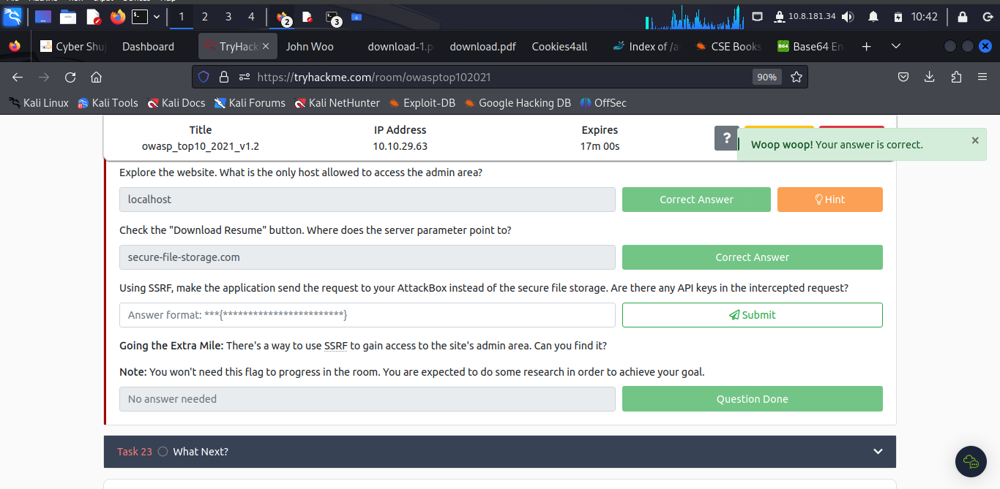 1 2 3 4 2 3 10.8.181.34 10:42
Cyber Shuj Dashboard TryHackM John Woo download-1.p download.pdf Cookies4all Index of /as CSE Books B64 Base64 En
https://tryhackme.com/room/owasptop102021 90%
Kali Linux Kali Tools Kali Docs Kali Forums Kali NetHunter Exploit-DB Google Hacking DB OffSec
Title IP Address Expires
owasp_top10_2021_v1.2 10.10.29.63 17m 00s ?
Woop woop! Your answer is correct. ×
Explore the website. What is the only host allowed to access the admin area?
localhost Correct Answer Hint
Check the "Download Resume" button. Where does the server parameter point to?
secure-file-storage.com Correct Answer
Using SSRF, make the application send the request to your AttackBox instead of the secure file storage. Are there any API keys in the intercepted request?
Answer format: ***{************************} Submit
Going the Extra Mile: There's a way to use SSRF to gain access to the site's admin area. Can you find it?
Note: You won't need this flag to progress in the room. You are expected to do some research in order to achieve your goal.
No answer needed Question Done
Task 23 What Next?